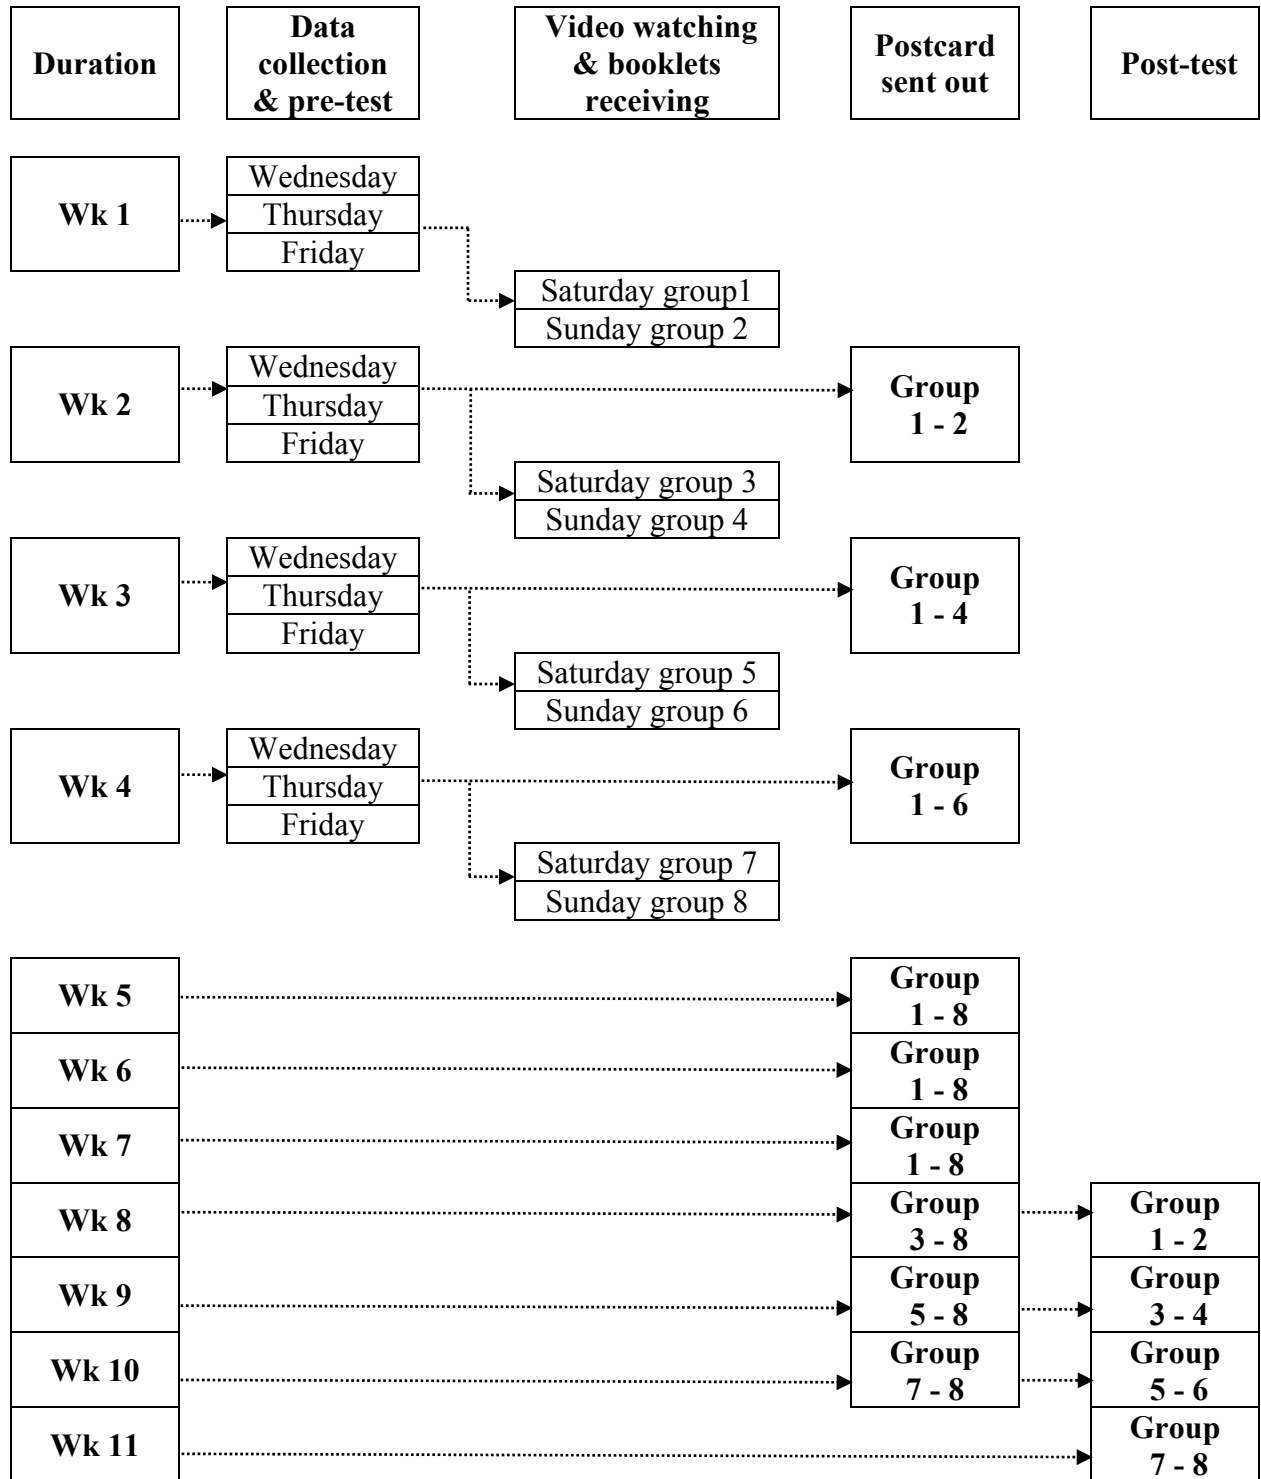 Duration
Data
collection
& pre-test
Video watching
& booklets
receiving
Postcard
sent out
Post-test
Wk 1
Wednesday
Thursday
Friday
Saturday group1
Sunday group 2
Wk 2
Wednesday
Thursday
Friday
Group
1 - 2
Saturday group 3
Sunday group 4
Wk 3
Wednesday
Thursday
Friday
Group
1 - 4
Saturday group 5
Sunday group 6
Wk 4
Wednesday
Thursday
Friday
Group
1 - 6
Saturday group 7
Sunday group 8
Wk 5
Group
1 - 8
Wk 6
Group
1 - 8
Wk 7
Group
1 - 8
Wk 8
Group
3 - 8
Group
1 - 2
Wk 9
Group
5 - 8
Group
3 - 4
Wk 10
Group
7 - 8
Group
5 - 6
Wk 11
Group
7 - 8